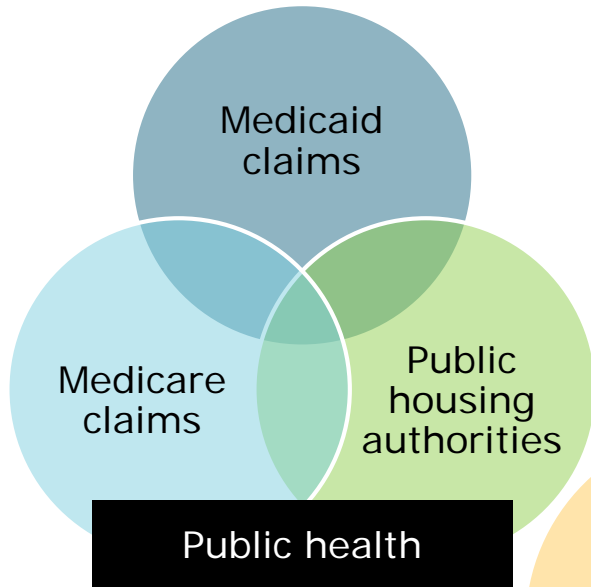 Medicaid
claims
Medicare
claims
Public
housing
authorities
Public health